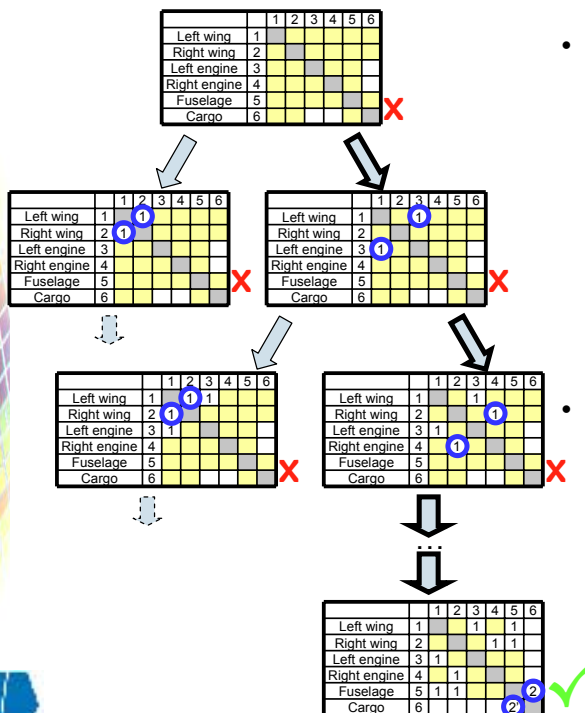 1 2 3 4 5 6
Left wing 1
Right wing 2
Left engine 3
Right engine 4
Fuselage 5
Cargo 6
X
1 2 3 4 5 6
Left wing 1 1
Right wing 2 1
Left engine 3
Right engine 4
Fuselage 5
Cargo 6
X
1 2 3 4 5 6
Left wing 1 1
Right wing 2
Left engine 3 1
Right engine 4
Fuselage 5
Cargo 6
X
1 2 3 4 5 6
Left wing 1 1 1
Right wing 2 1
Left engine 3 1
Right engine 4
Fuselage 5
Cargo 6
X
1 2 3 4 5 6
Left wing 1 1
Right wing 2 1
Left engine 3 1
Right engine 4 1
Fuselage 5
Cargo 6
X
...
1 2 3 4 5 6
Left wing 1 1 1
Right wing 2 1 1
Left engine 3 1
Right engine 4 1
Fuselage 5 1 1 2
Cargo 6 2